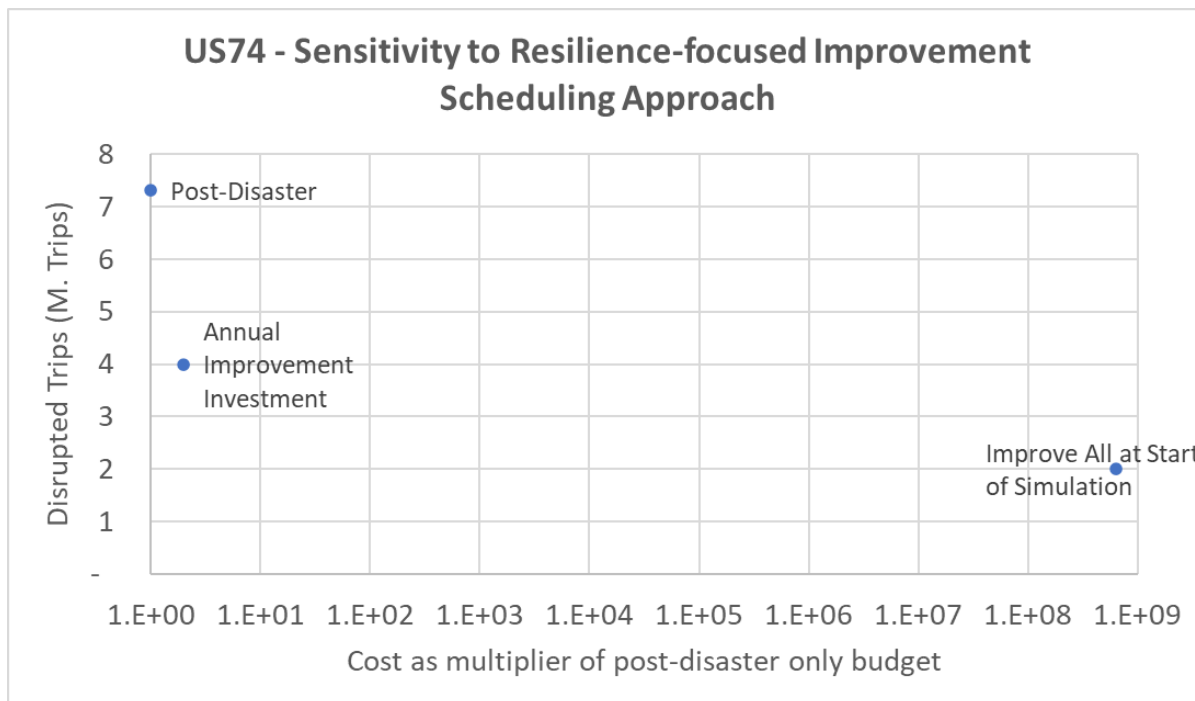 US74 - Sensitivity to Resilience-focused Improvement
Scheduling Approach
Disrupted Trips (M. Trips)
8
7
6
5
4
3
2
1
-
Post-Disaster
Annual
Improvement
Investment
Improve All at Start
of Simulation
1.E+00 1.E+01 1.E+02 1.E+03 1.E+04 1.E+05 1.E+06 1.E+07 1.E+08 1.E+09
Cost as multiplier of post-disaster only budget